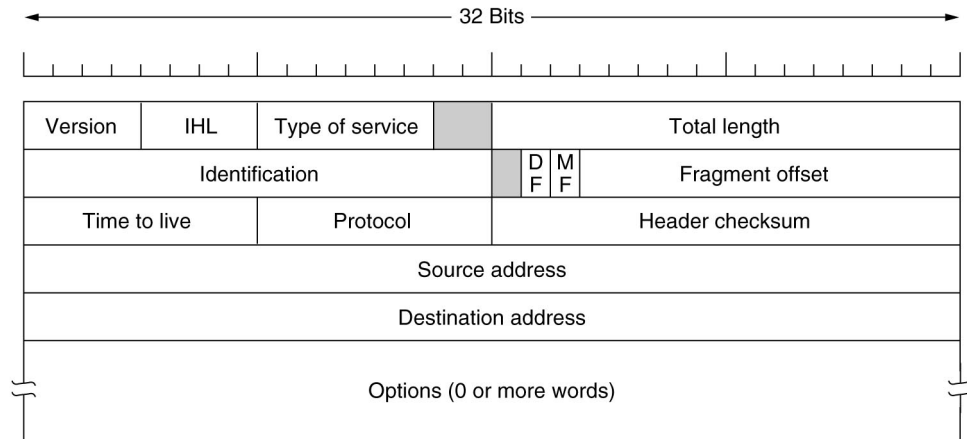 32 Bits
Version IHL Type of service Total length
Identification D F M F Fragment offset
Time to live Protocol Header checksum
Source address
Destination address
Options (0 or more words)